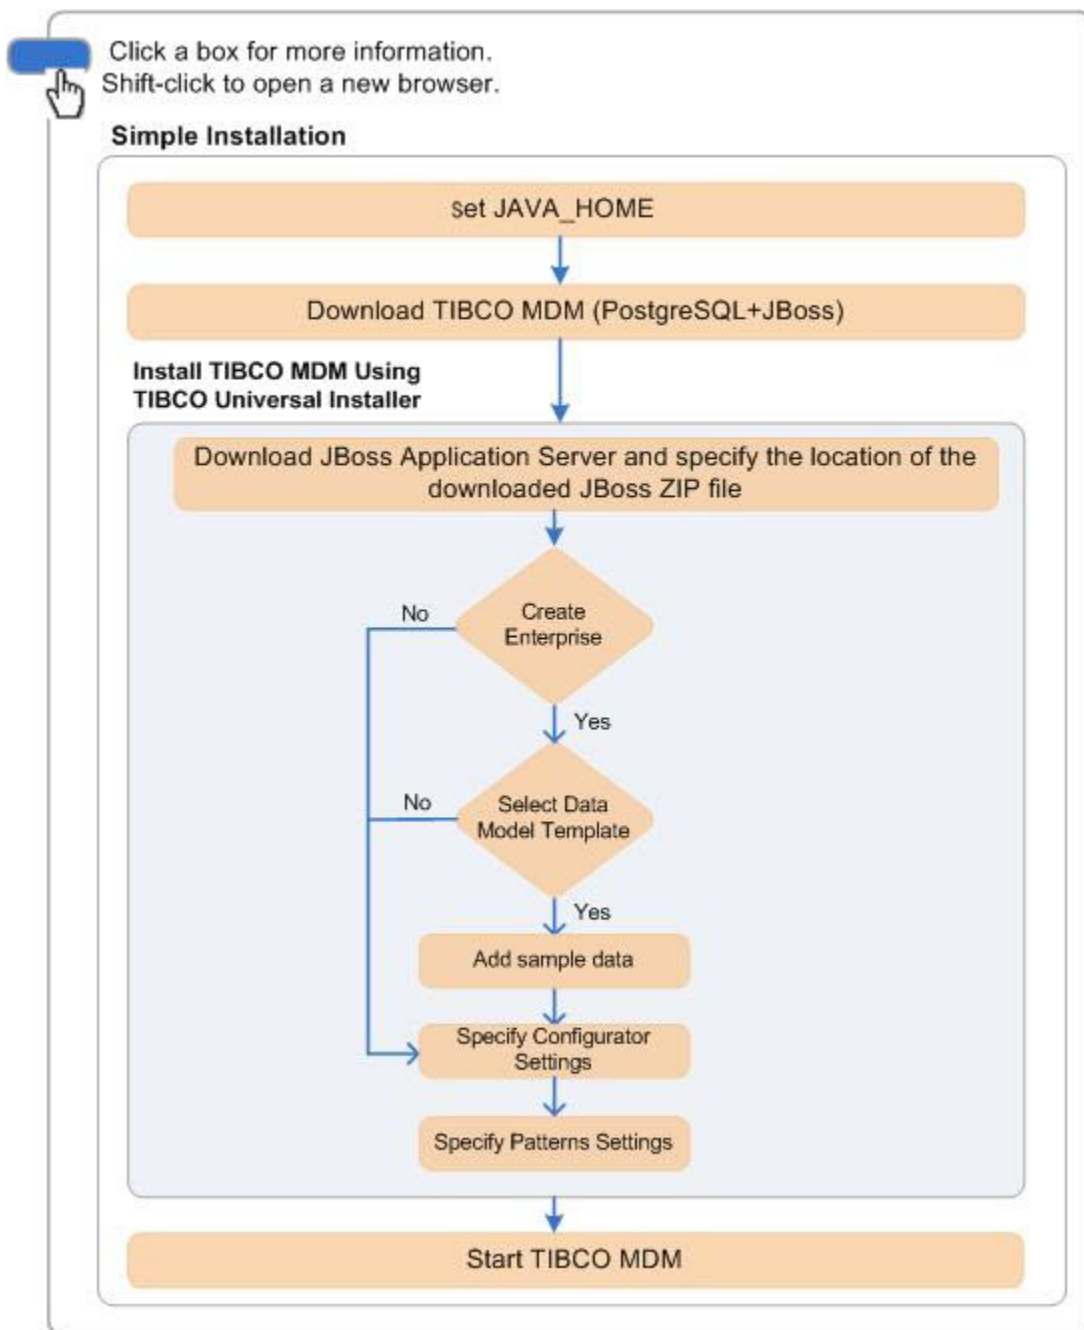 Click a box for more information.
Shift-click to open a new browser.
Simple Installation
set JAVA_HOME
Download TIBCO MDM (PostgreSQL+JBoss)
Install TIBCO MDM Using
TIBCO Universal Installer
Download JBoss Application Server and specify the location of the
downloaded JBoss ZIP file
No
Create
Enterprise
Yes
No
Select Data
Model Template
Yes
Add sample data
Specify Configurator
Settings
Specify Patterns Settings
Start TIBCO MDM